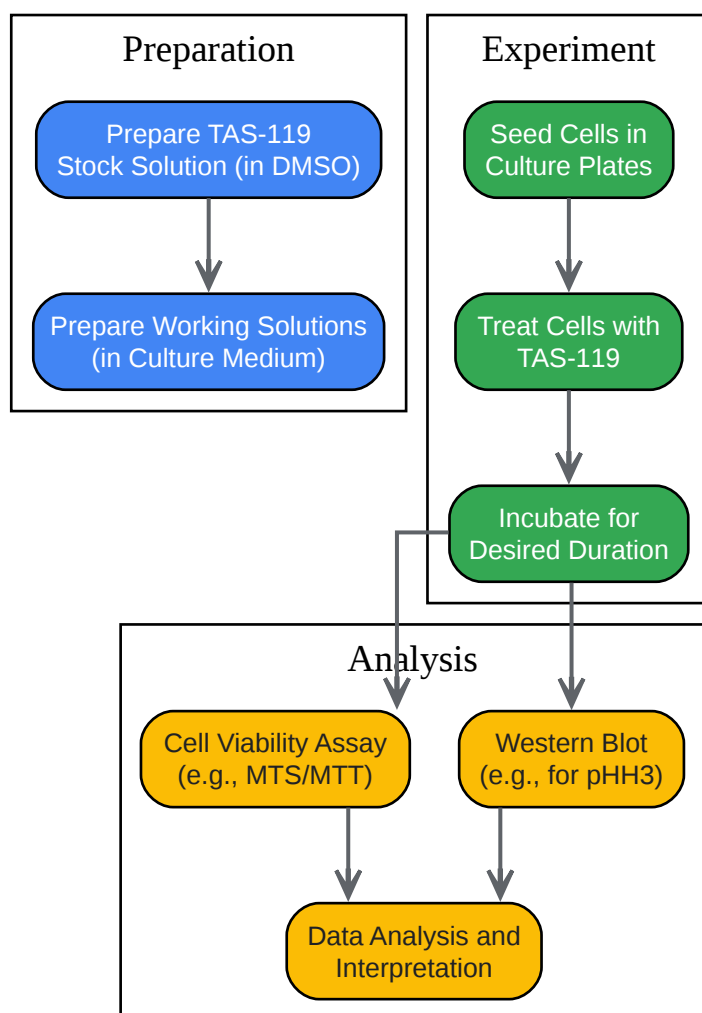 Preparation
Prepare TAS-119
Stock Solution (in DMSO)
Prepare Working Solutions
(in Culture Medium)
Experiment
Seed Cells in
Culture Plates
Treat Cells with
TAS-119
Incubate for
Desired Duration
Analysis
Cell Viability Assay
(e.g., MTS/MTT)
Western Blot
(e.g., for pHH3)
Data Analysis and
Interpretation